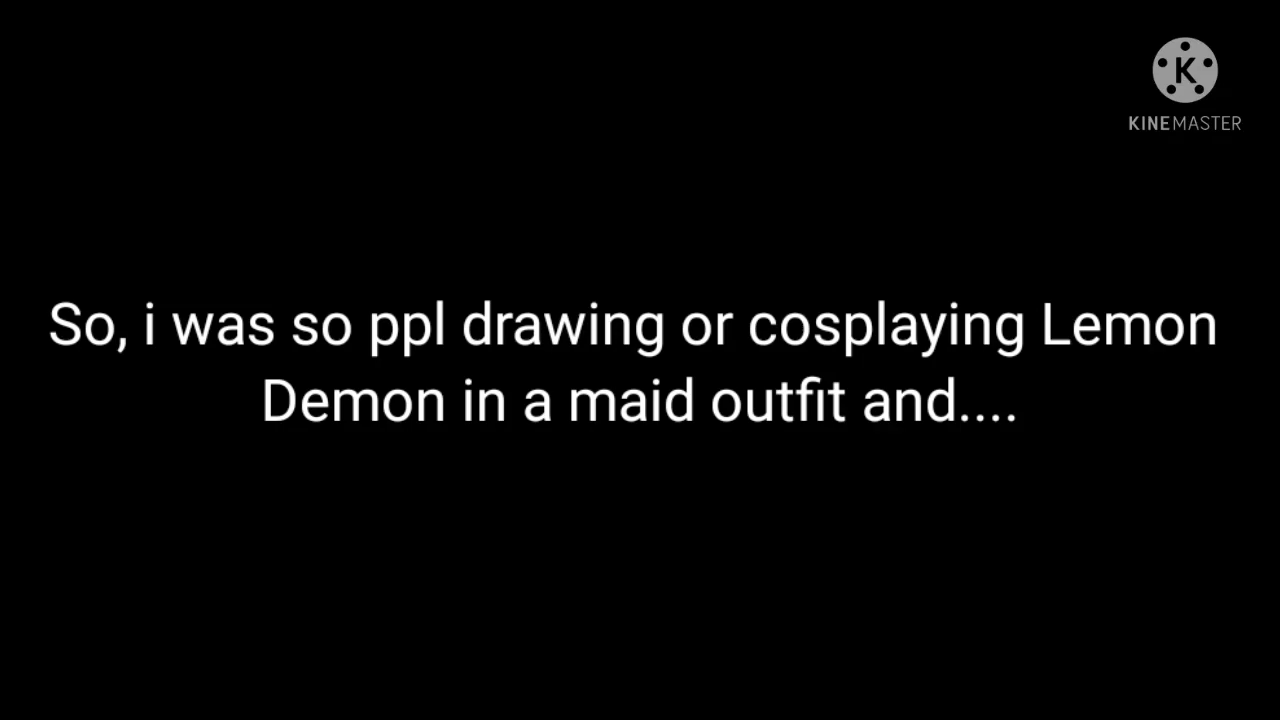 K
KINEMASTER
So, i was so ppl drawing or cosplaying Lemon
Demon in a maid outfit and....